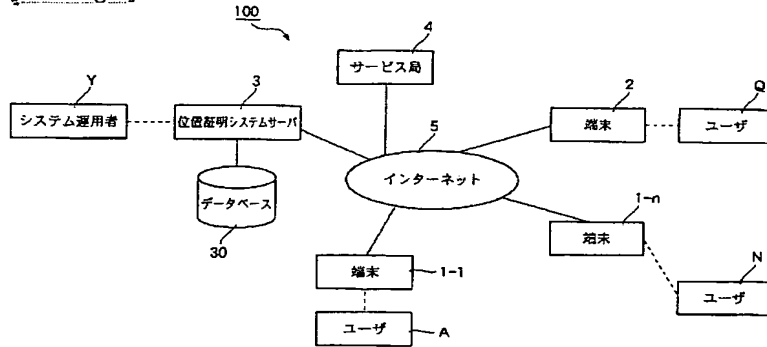 100
4
サービス局
Y
3
システム運用者
位置証明システムサーバ
2
端末
Q
ユーザ
5
インターネット
データベース
30
1-n
端末
N
ユーザ
端末
1-1
ユーザ
A